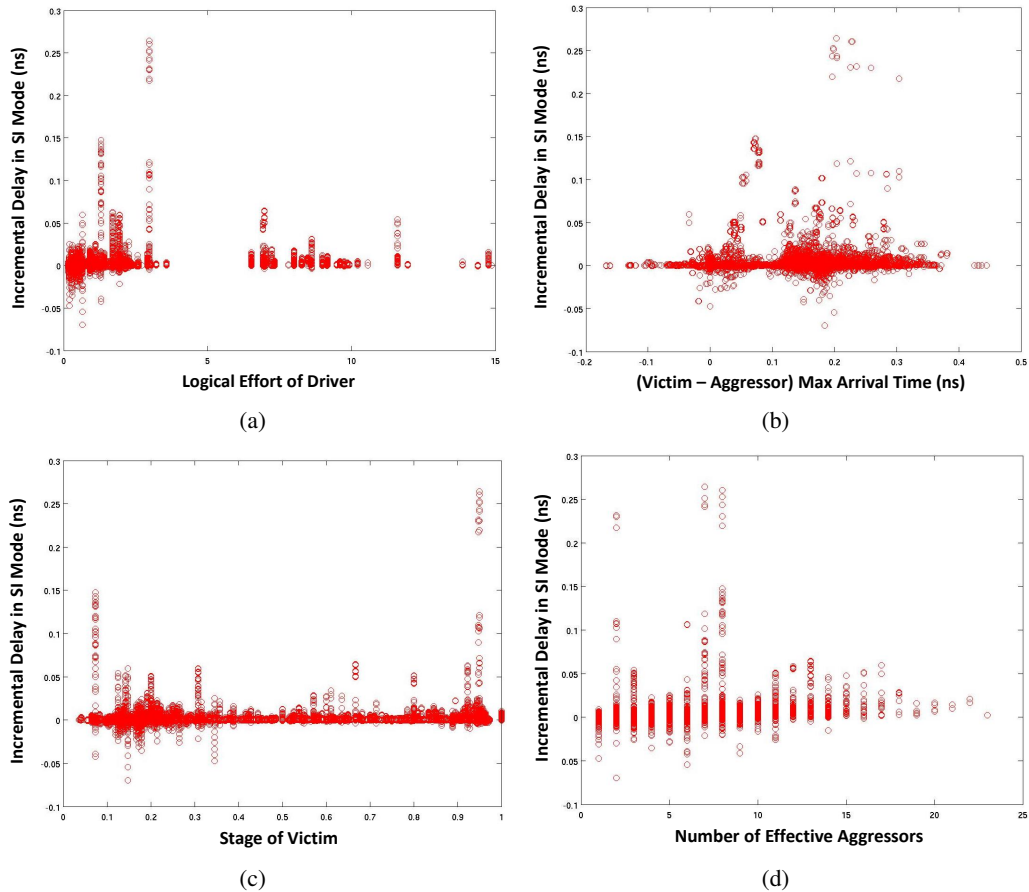 0.3
0.25
0.2
0.15
0.1
0.05
0
0.05
-0.1
Incremental Delay in SI Mode (ns)
0 5 10 15
Logical Effort of Driver
(a)
0.3
0.25
0.2
0.15
0.1
0.05
0
0.05
-0.1
Incremental Delay in SI Mode (ns)
-0.2 -0.1 0 0.1 0.2 0.3 0.4 0.5
(Victim – Aggressor) Max Arrival Time (ns)
(b)
0.3
0.25
0.2
0.15
0.1
0.05
0
0.05
-0.1
Incremental Delay in SI Mode (ns)
0 0.1 0.2 0.3 0.4 0.5 0.6 0.7 0.8 0.9 1
Stage of Victim
(c)
0.3
0.25
0.2
0.15
0.1
0.05
0
0.05
-0.1
Incremental Delay in SI Mode (ns)
0 5 10 15 20 25
Number of Effective Aggressors
(d)